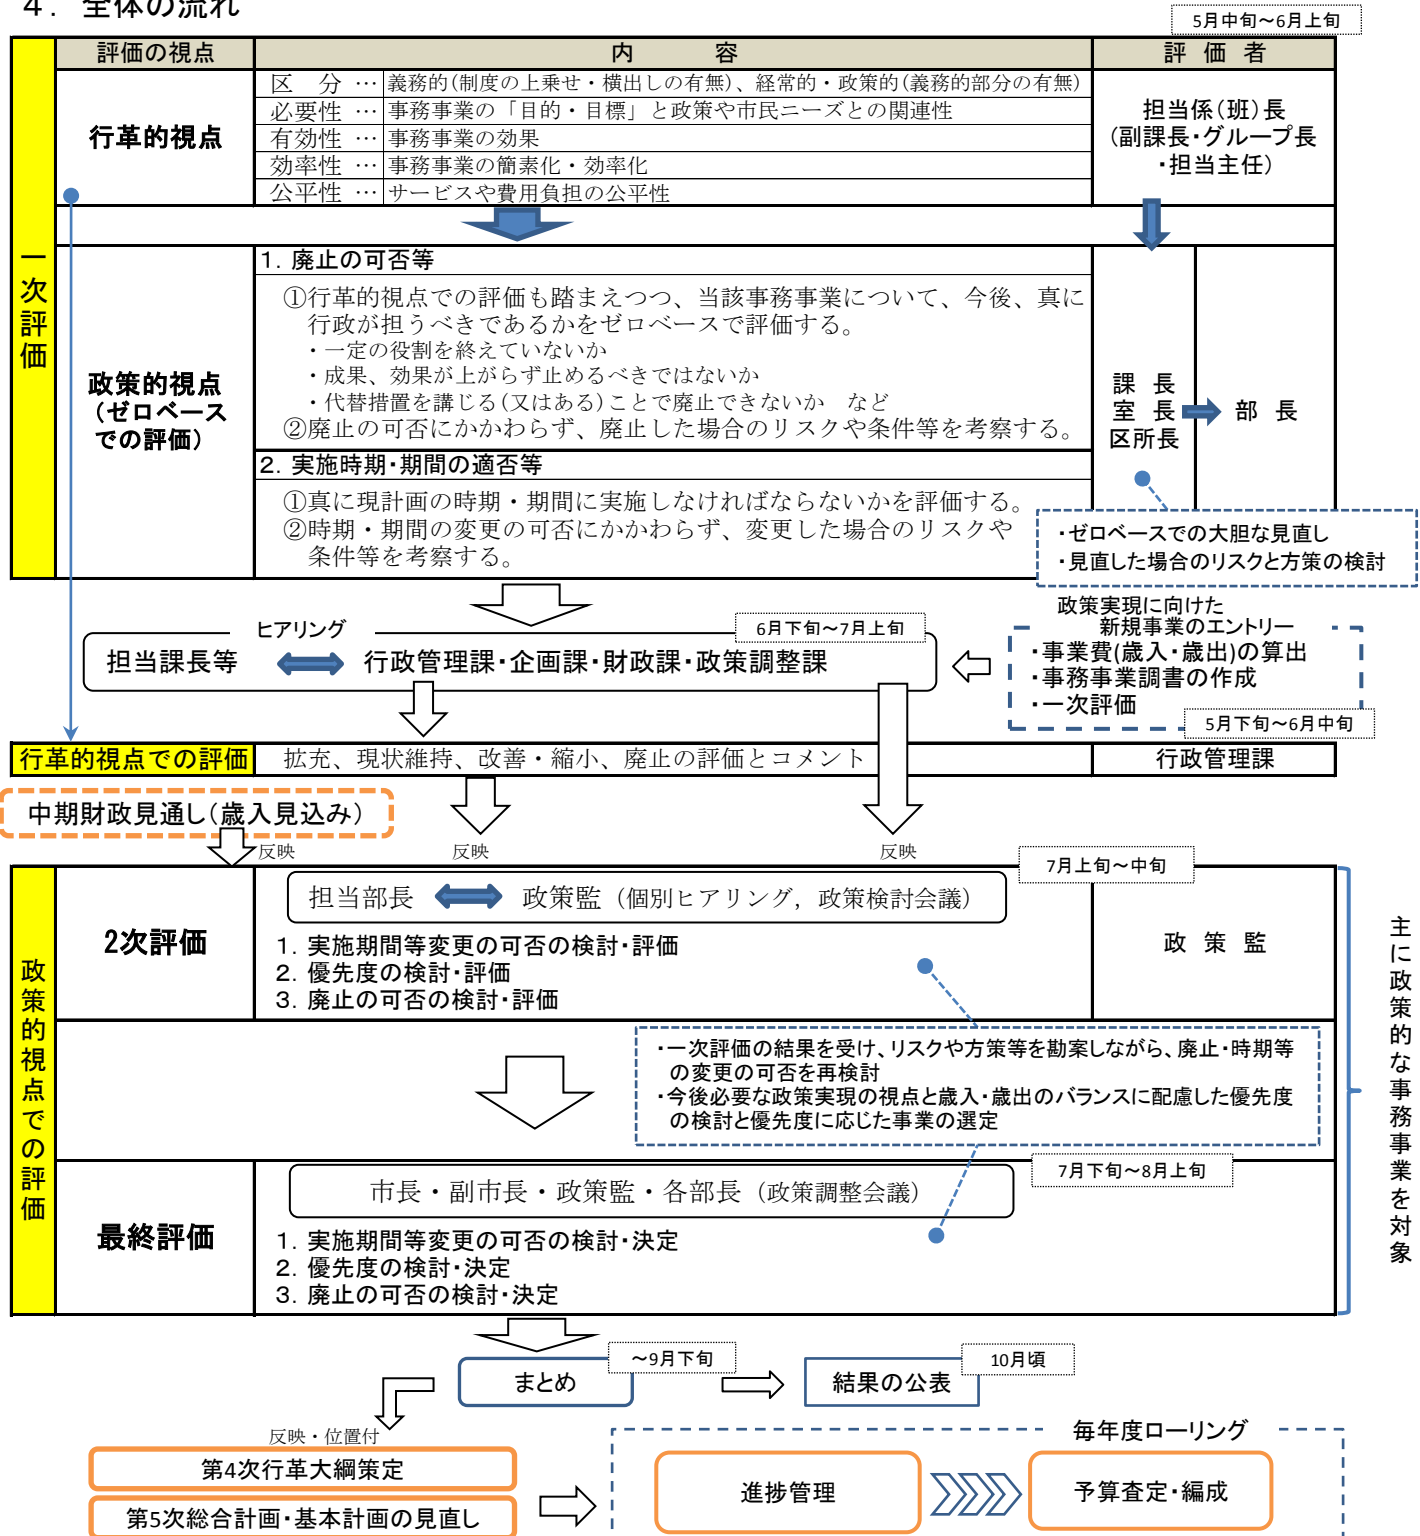 ４．全体の流れ
5月中旬～6月上旬
評価の視点
内　容
評 価 者
一次評価
行革的視点
区　分 … 義務的(制度の上乗せ・横出しの有無)、経常的・政策的(義務的部分の有無)
必要性 … 事務事業の「目的・目標」と政策や市民ニーズとの関連性
有効性 … 事務事業の効果
効率性 … 事務事業の簡素化・効率化
公平性 … サービスや費用負担の公平性
担当係(班)長
(副課長・グループ長
・担当主任)
政策的視点
(ゼロベース
での評価)
1．廃止の可否等
①行革的視点での評価も踏まえつつ、当該事務事業について、今後、真に
行政が担うべきであるかをゼロベースで評価する。
・一定の役割を終えていないか
・成果、効果が上がらず止めるべきではないか
・代替措置を講じる(又はある)ことで廃止できないか　など
②廃止の可否にかかわらず、廃止した場合のリスクや条件等を考察する。
2．実施時期・期間の適否等
①真に現計画の時期・期間に実施しなければならないかを評価する。
②時期・期間の変更の可否にかかわらず、変更した場合のリスクや
条件等を考察する。
課 長
室 長
区所長
部 長
・ゼロベースでの大胆な見直し
・見直した場合のリスクと方策の検討
ヒアリング
6月下旬～7月上旬
担当課長等
行政管理課・企画課・財政課・政策調整課
政策実現に向けた
新規事業のエントリー
・事業費(歳入・歳出)の算出
・事務事業調書の作成
・一次評価
5月下旬～6月中旬
行革的視点での評価
拡充、現状維持、改善・縮小、廃止の評価とコメント
行政管理課
中期財政見通し(歳入見込み)
反映
反映
反映
7月上旬～中旬
政策的視点での評価
2次評価
担当部長
政策監（個別ヒアリング，政策検討会議）
1．実施期間等変更の可否の検討・評価
2．優先度の検討・評価
3．廃止の可否の検討・評価
政 策 監
主に政策的な事務事業を対象
・一次評価の結果を受け、リスクや方策等を勘案しながら、廃止・時期等
の変更の可否を再検討
・今後必要な政策実現の視点と歳入・歳出のバランスに配慮した優先度
の検討と優先度に応じた事業の選定
7月下旬～8月上旬
最終評価
市長・副市長・政策監・各部長（政策調整会議）
1．実施期間等変更の可否の検討・決定
2．優先度の検討・決定
3．廃止の可否の検討・決定
～9月下旬
まとめ
10月頃
結果の公表
反映・位置付
第4次行革大綱策定
第5次総合計画・基本計画の見直し
毎年度ローリング
進捗管理
予算査定・編成